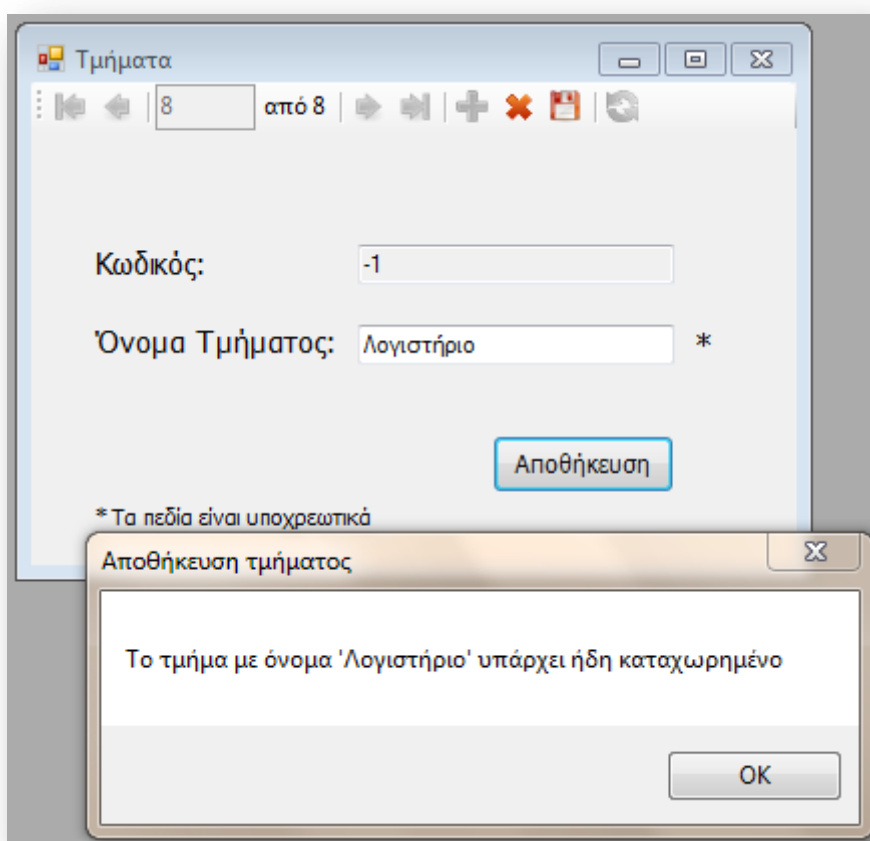 Τμήματα
8 από 8
Κωδικός: -1
Όνομα Τμήματος: Λογιστήριο *
Αποθήκευση
* Τα πεδία είναι υποχρεωτικά
Αποθήκευση τμήματος
Το τμήμα με όνομα 'Λογιστήριο' υπάρχει ήδη καταχωρημένο
OK